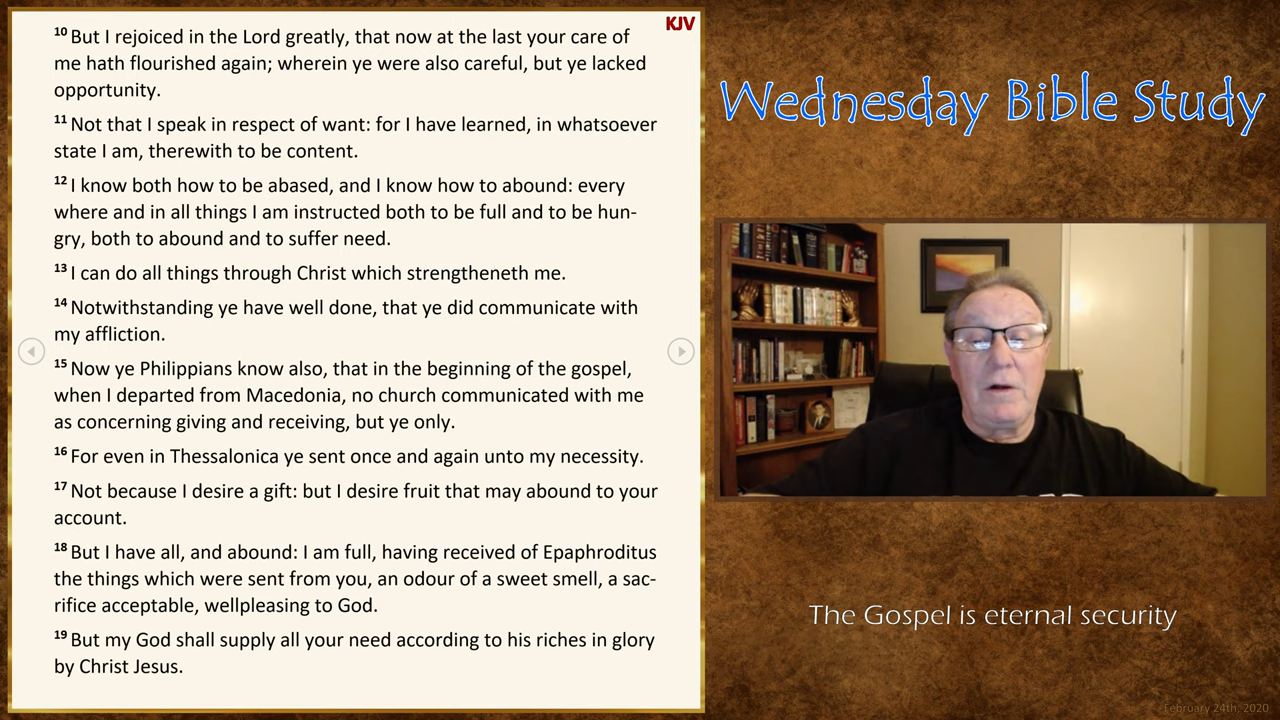 KJV
10 But I rejoiced in the Lord greatly, that now at the last your care of
me hath flourished again; wherein ye were also careful, but ye lacked
opportunity.
11 Not that I speak in respect of want: for I have learned, in whatsoever
state I am, therewith to be content.
12 I know both how to be abased, and I know how to abound: every
where and in all things I am instructed both to be full and to be hun-
gry, both to abound and to suffer need.
13 I can do all things through Christ which strengtheneth me.
14 Notwithstanding ye have well done, that ye did communicate with
my affliction.
15 Now ye Philippians know also, that in the beginning of the gospel,
when I departed from Macedonia, no church communicated with me
as concerning giving and receiving, but ye only.
16 For even in Thessalonica ye sent once and again unto my necessity.
17 Not because I desire a gift: but I desire fruit that may abound to your
account.
18 But I have all, and abound: I am full, having received of Epaphroditus
the things which were sent from you, an odour of a sweet smell, a sac-
rifice acceptable, wellpleasing to God.
19 But my God shall supply all your need according to his riches in glory
by Christ Jesus.
Wednesday Bible Study
The Gospel is eternal security
February 24th, 2020